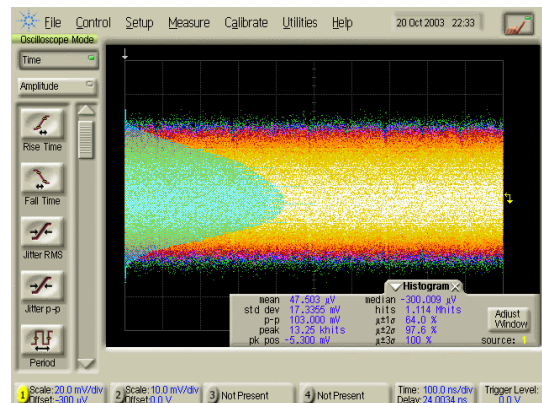 File Control Setup Measure Calibrate Utilities Help 20 Oct 2003 22:33
Oscilloscope Mode
Time
Amplitude
Rise Time
Fall Time
Jitter RMS
Jitter p-p
Period
Histogram
mean 47.503 µV median -300.009 µV
std dev 17.3355 mV hits 1.114 Mhits
p-p 103.000 mV µ±1σ 64.0 %
peak 13.25 khits µ±2σ 97.6 %
pk pos -5.300 mV µ±3σ 100 %
Adjust
Window
source: 1
1 Scale:20.0 mV/div 2 Scale:10.0 mV/div 3 Not Present 4 Not Present Time: 100.0 ns/div Trigger Level:
Offset:-300 µV Offset:0.0 V Delay:24.0034 ns 0.0 V